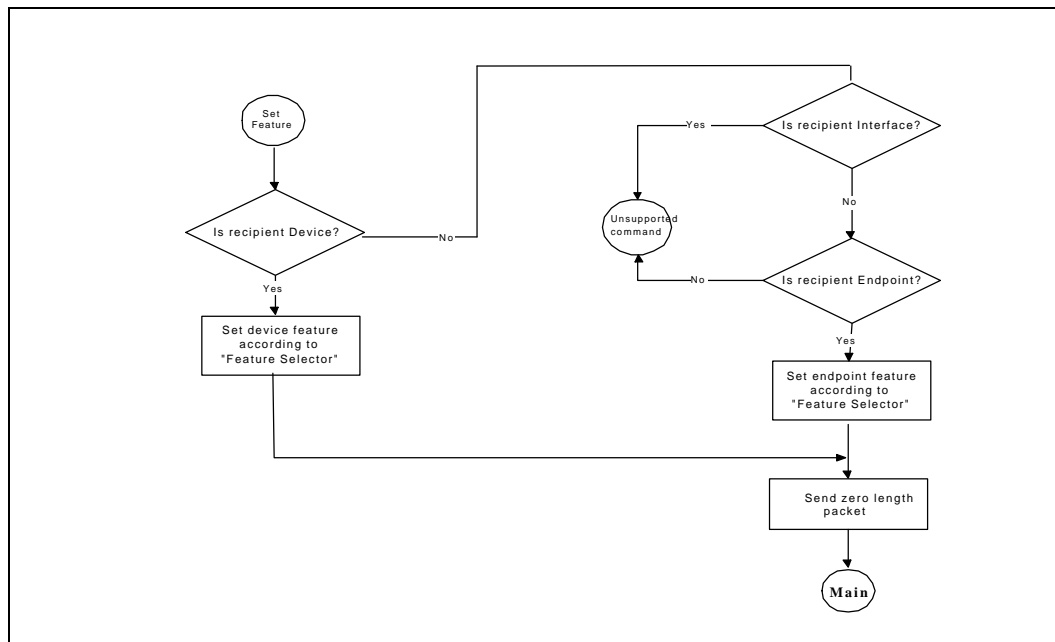 Set
Feature
Is recipient Device?
No
Yes
Set device feature
according to
"Feature Selector"
Is recipient Interface?
Yes
No
Unsupported
command
Is recipient Endpoint?
No
Yes
Set endpoint feature
according to
"Feature Selector"
Send zero length
packet
Main